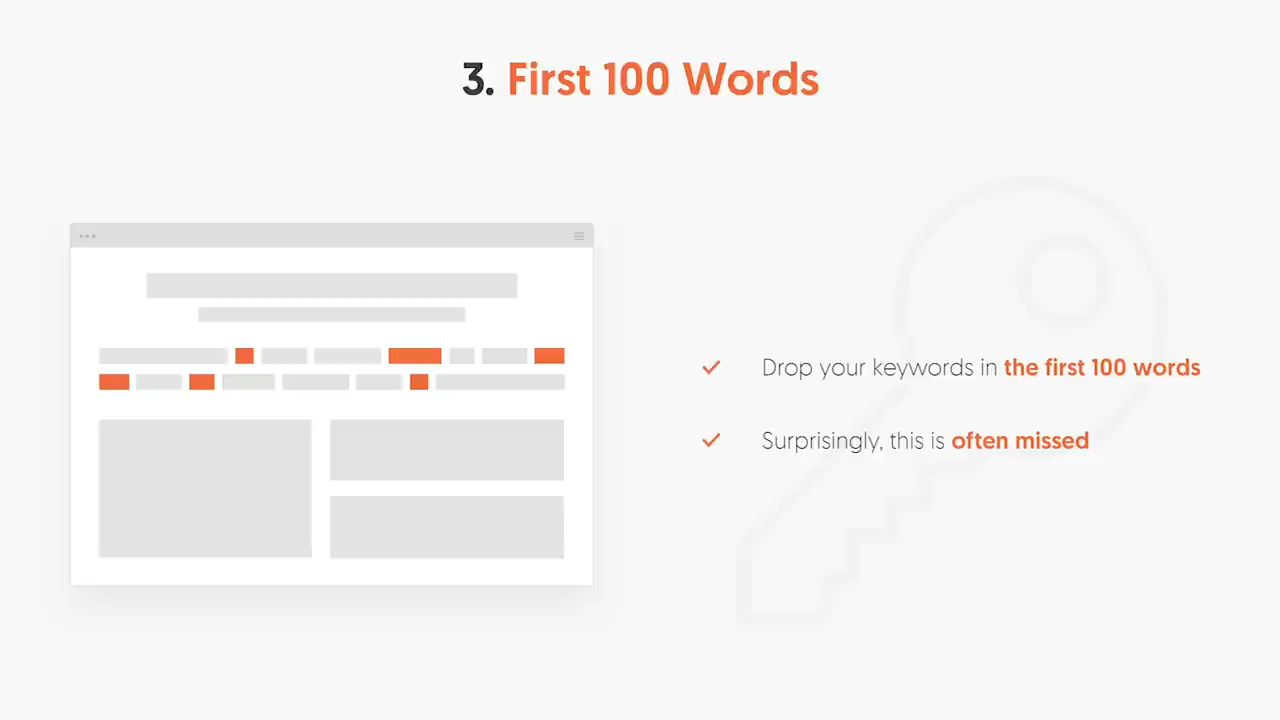 3. First 100 Words
Drop your keywords in the first 100 words
Surprisingly, this is often missed